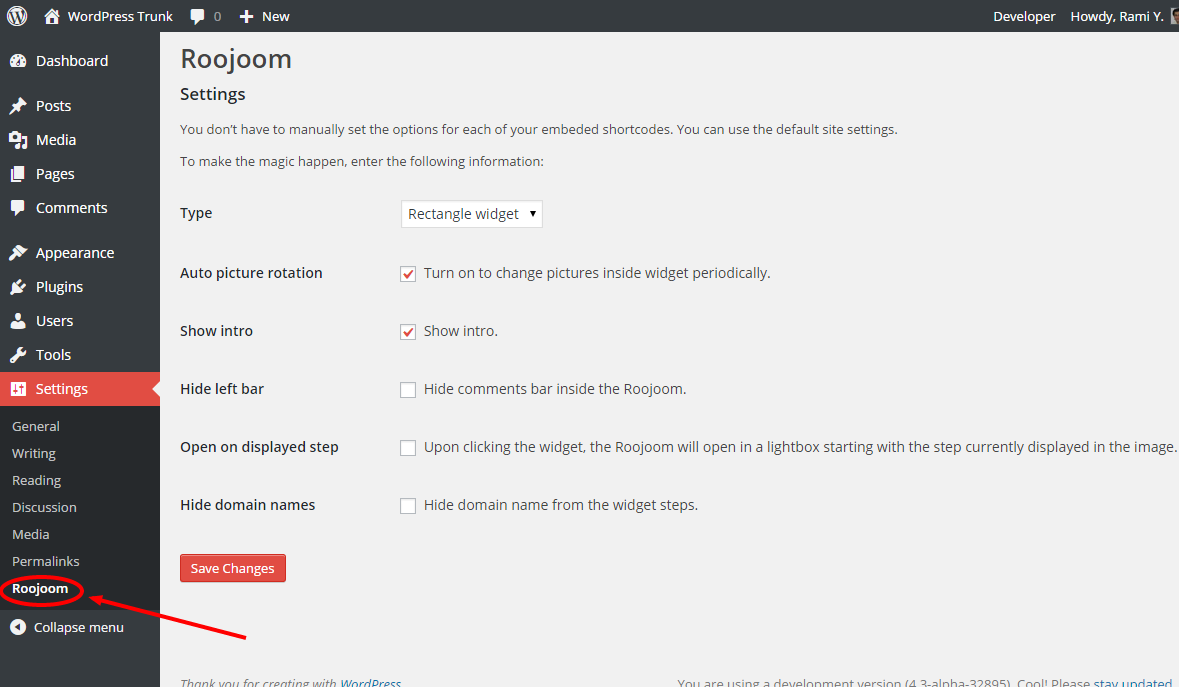 WordPress Trunk 0 New Developer Howdy, Rami Y.
Dashboard
Posts
Media
Pages
Comments
Appearance
Plugins
Users
Tools
Settings
General
Writing
Reading
Discussion
Media
Permalinks
Roojoom
Collapse menu
Roojoom
Settings
You don't have to manually set the options for each of your embeded shortcodes. You can use the default site settings.
To make the magic happen, enter the following information:
Type Rectangle widget
Auto picture rotation Turn on to change pictures inside widget periodically.
Show intro Show intro.
Hide left bar Hide comments bar inside the Roojoom.
Open on displayed step Upon clicking the widget, the Roojoom will open in a lightbox starting with the step currently displayed in the image.
Hide domain names Hide domain name from the widget steps.
Save Changes
Thank you for creating with WordPress You are using a development version (4.3-alpha-32895). Cool! Please stay updated